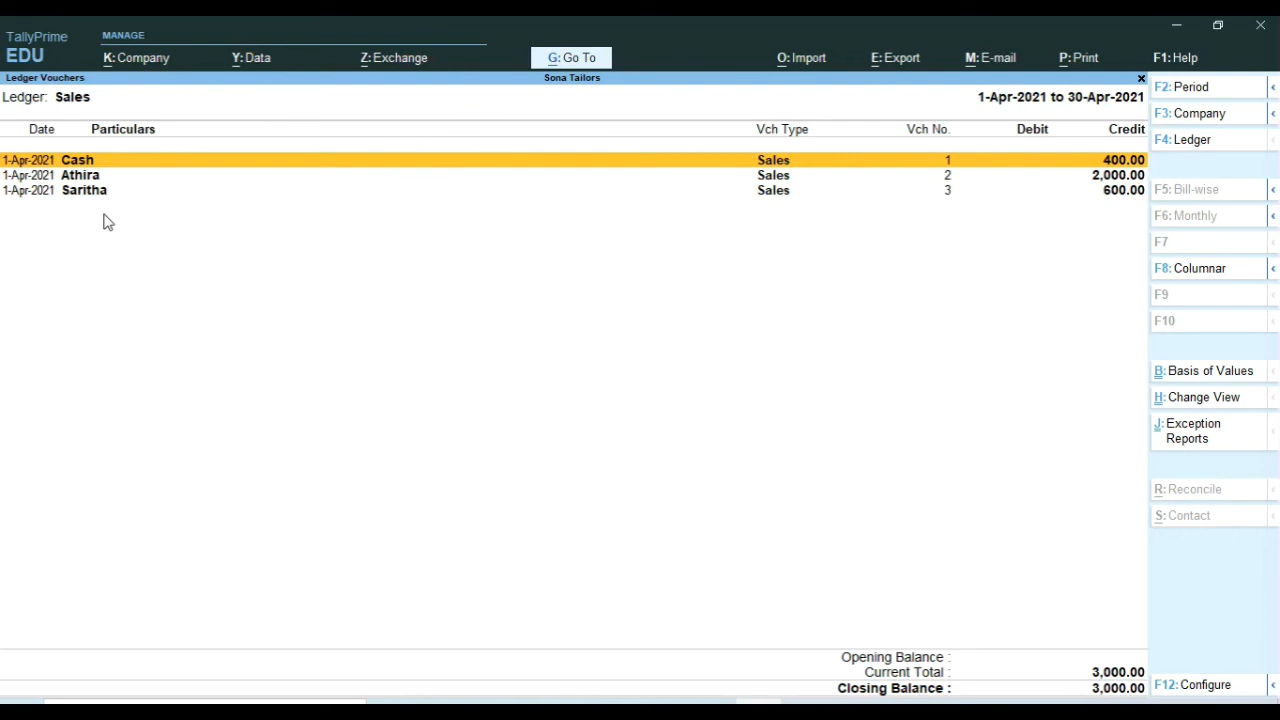 TallyPrime
EDU
MANAGE
K: Company
Y: Data
Z: Exchange
G: Go To
O: Import
E: Export
M: E-mail
P: Print
F1: Help
Ledger Vouchers
Sona Tailors
Ledger: Sales
1-Apr-2021 to 30-Apr-2021
Date Particulars Vch Type Vch No. Debit Credit
1-Apr-2021 Cash Sales 1 400.00
1-Apr-2021 Athira Sales 2 2,000.00
1-Apr-2021 Saritha Sales 3 600.00
Opening Balance :
Current Total : 3,000.00
Closing Balance : 3,000.00
F2: Period
F3: Company
F4: Ledger
F5: Bill-wise
F6: Monthly
F7
F8: Columnar
F9
F10
B: Basis of Values
H: Change View
J: Exception
Reports
R: Reconcile
S: Contact
F12: Configure